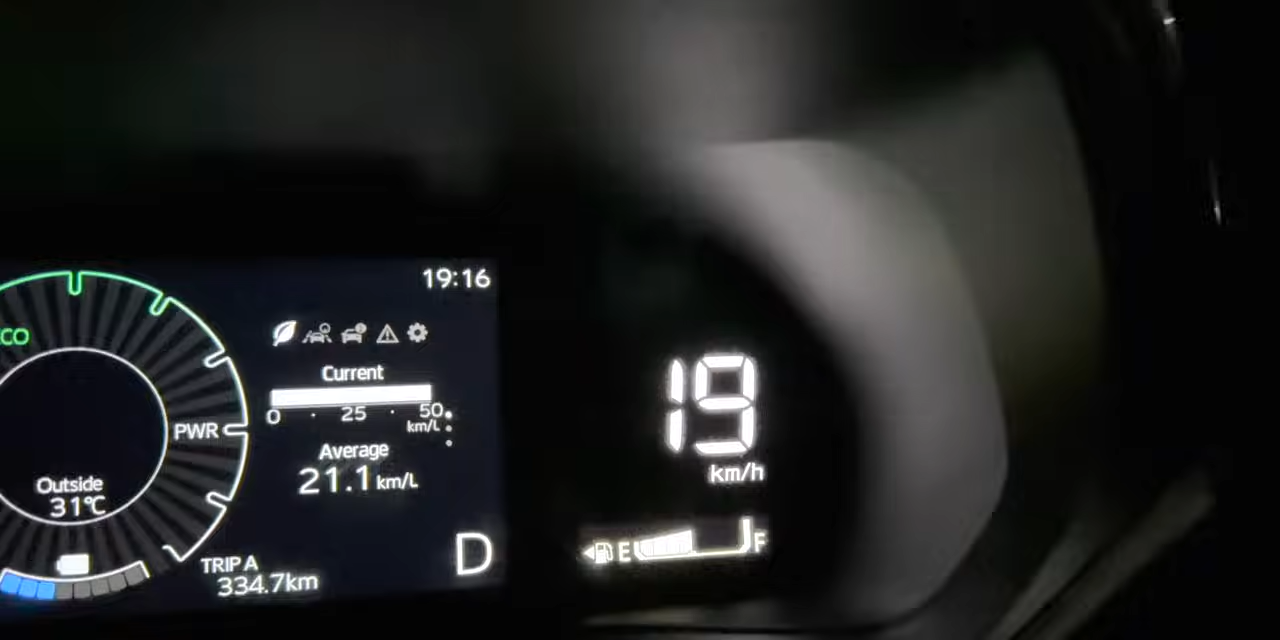 19:16
CO
Current
0 25 50
km/L
PWR
Average
21.1 km/L
Outside
31℃
TRIP A
334.7km
D
19
km/h
E F